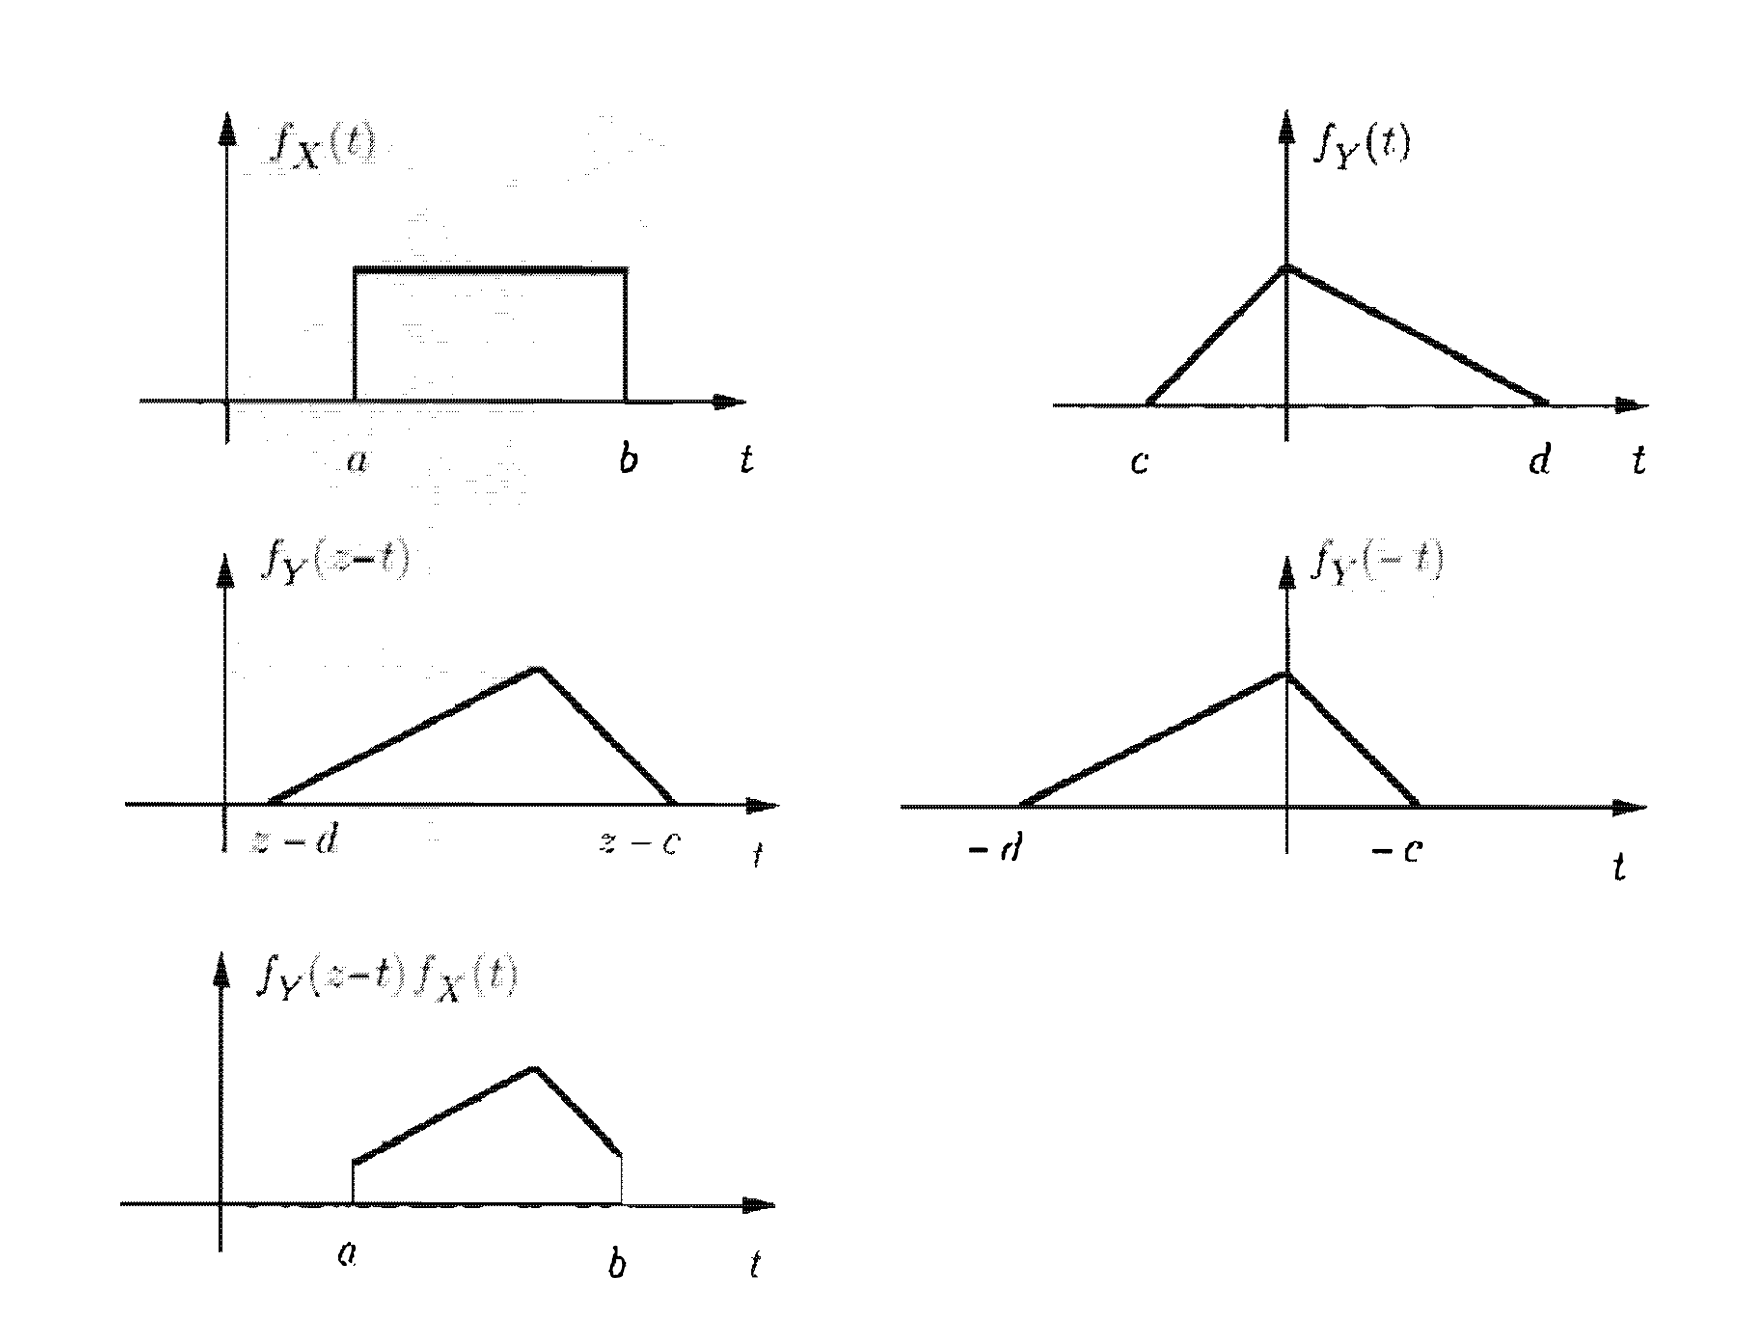 f_X(t)
a b t
f_Y(t)
c d t
f_Y(z-t)
z-d z-c t
f_Y(-t)
-d -c t
f_Y(z-t) f_X(t)
a b t